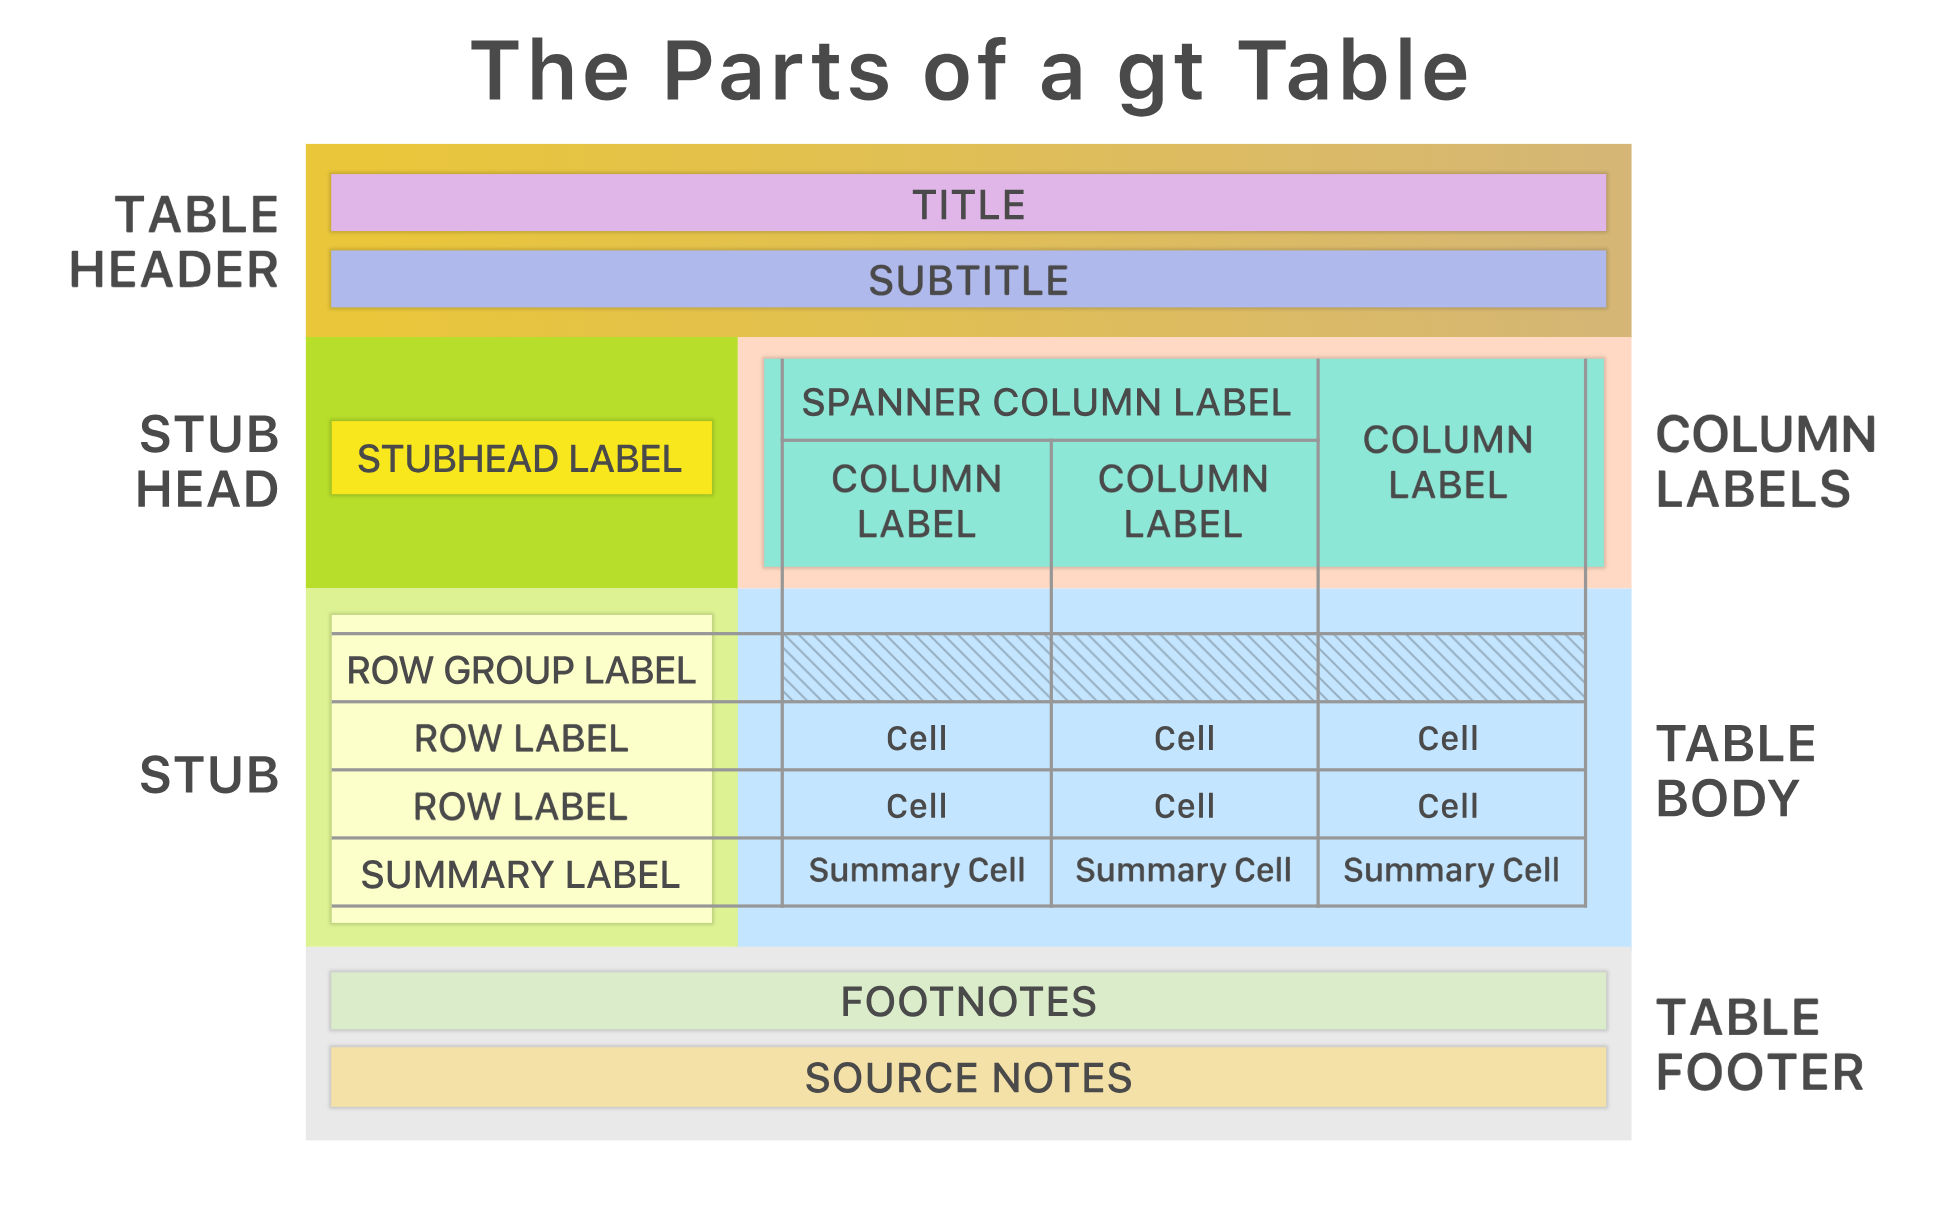 The Parts of a gt Table
TABLE
HEADER
TITLE
SUBTITLE
STUB
HEAD
STUBHEAD LABEL
SPANNER COLUMN LABEL
COLUMN
LABEL
COLUMN
LABEL
COLUMN
LABEL
COLUMN
LABELS
STUB
ROW GROUP LABEL
ROW LABEL
Cell
Cell
Cell
ROW LABEL
Cell
Cell
Cell
SUMMARY LABEL
Summary Cell
Summary Cell
Summary Cell
TABLE
BODY
FOOTNOTES
SOURCE NOTES
TABLE
FOOTER